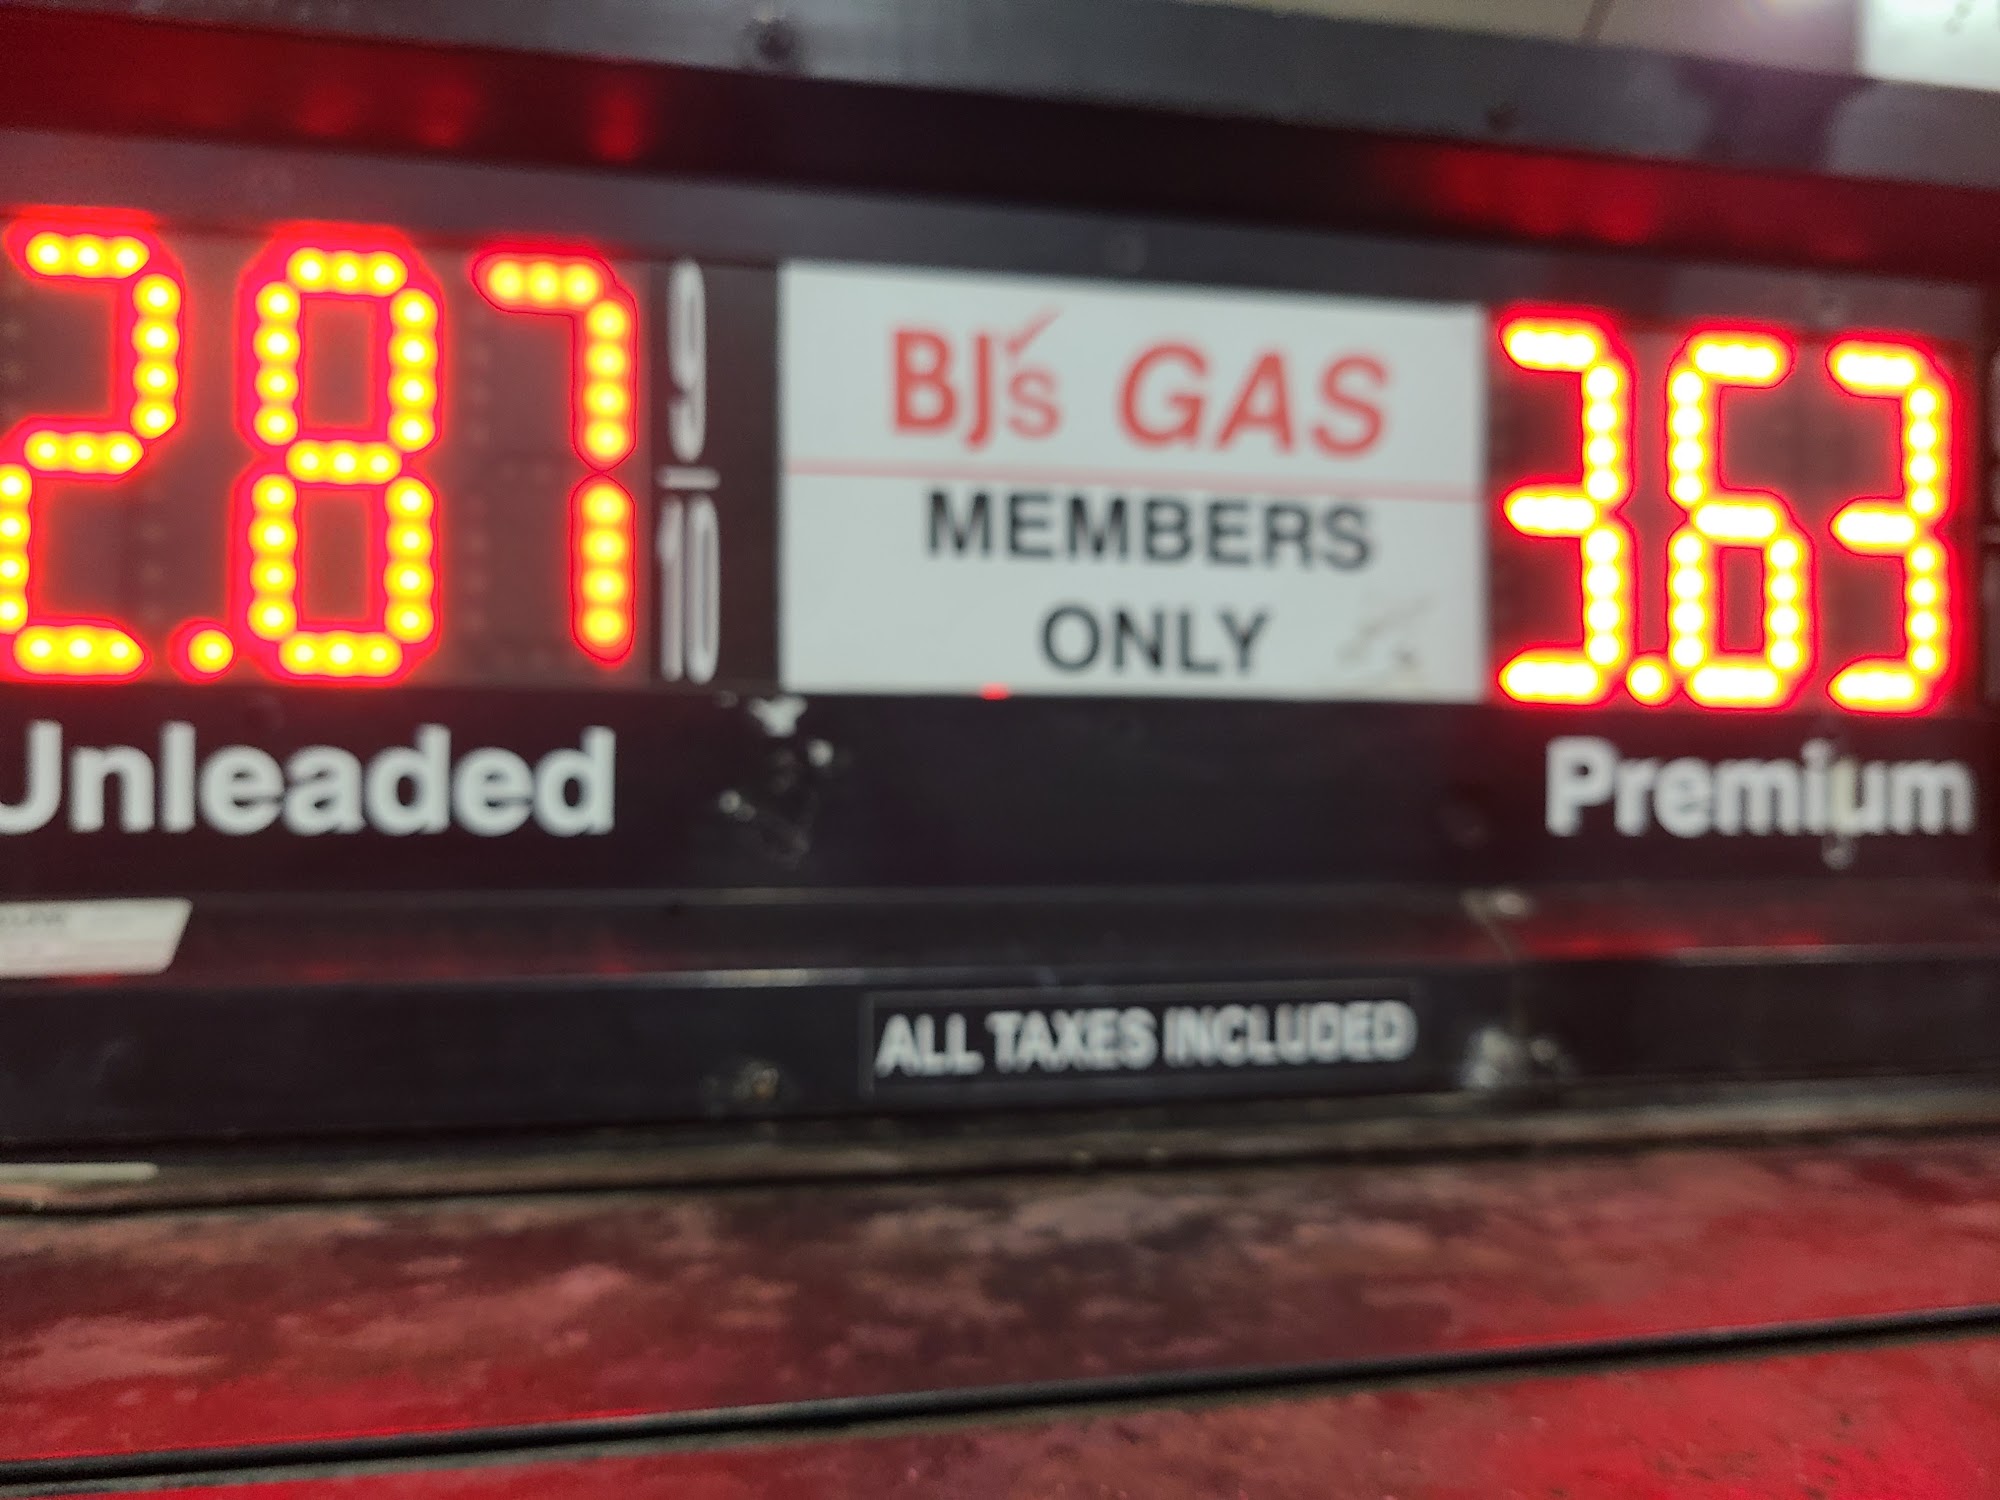 2.87 9/10
BJ's GAS
MEMBERS
ONLY
3.63
Unleaded
Premium
ALL TAXES INCLUDED